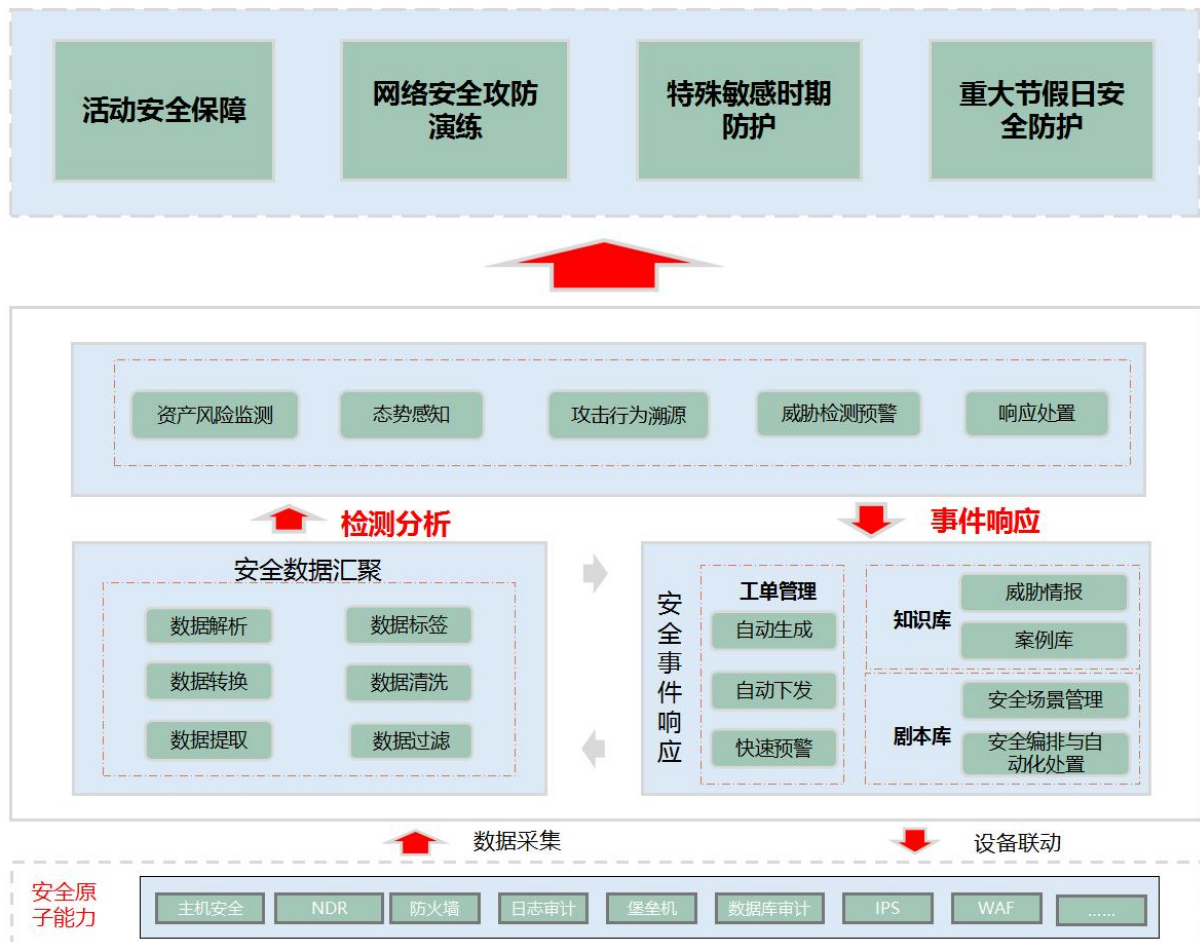 活动安全保障
网络安全攻防
演练
特殊敏感时期
防护
重大节假日安
全防护
资产风险监测
态势感知
攻击行为溯源
威胁检测预警
响应处置
检测分析
事件响应
安全数据汇聚
数据解析
数据标签
数据转换
数据清洗
数据提取
数据过滤
安全事件响应
工单管理
自动生成
自动下发
快速预警
知识库
威胁情报
案例库
剧本库
安全场景管理
安全编排与自
动化处置
数据采集
设备联动
安全原
子能力
主机安全
NDR
防火墙
日志审计
堡垒机
数据库审计
IPS
WAF
……